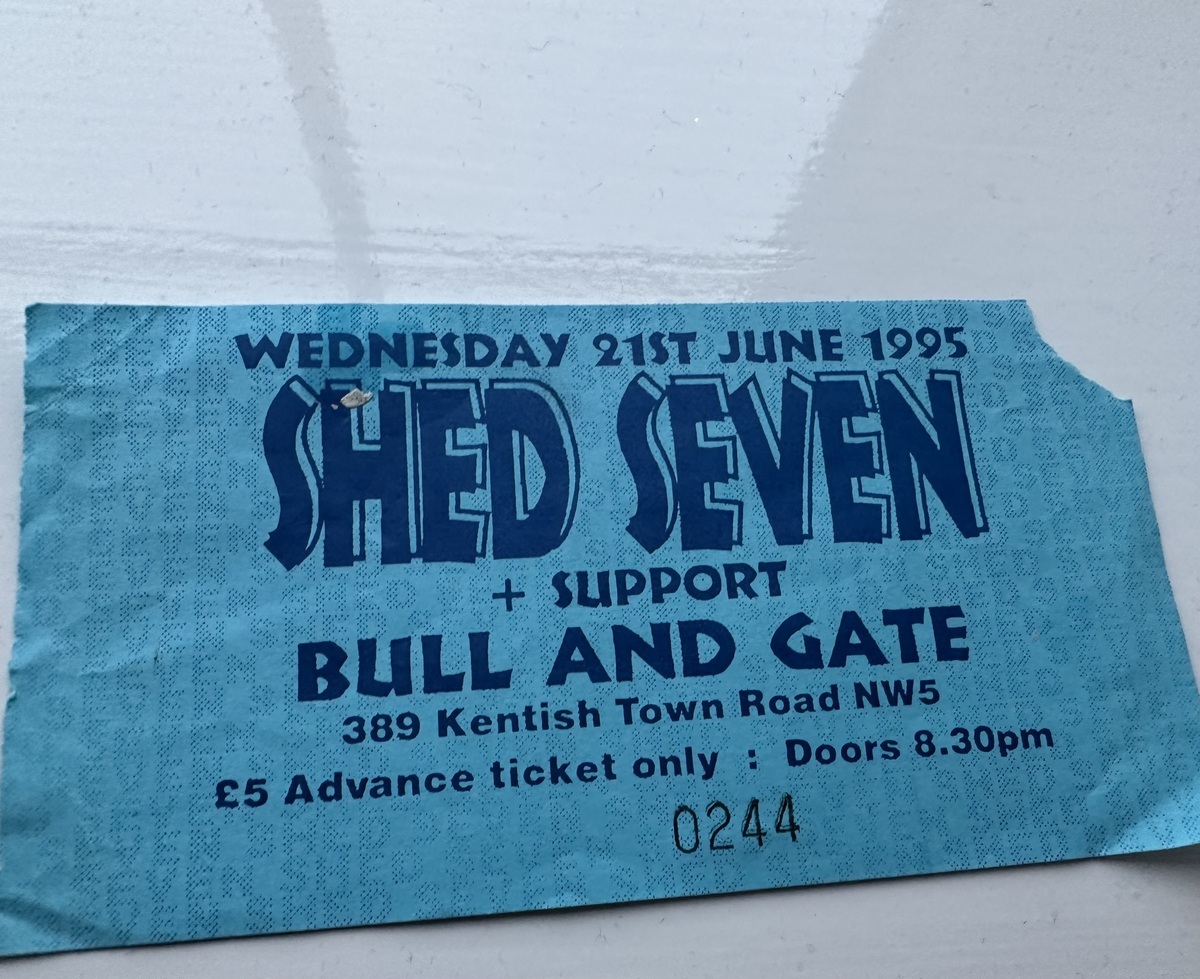 WEDNESDAY 21ST JUNE 1995
SHED SEVEN
+ SUPPORT
BULL AND GATE
389 Kentish Town Road NW5
£5 Advance ticket only : Doors 8.30pm
0244